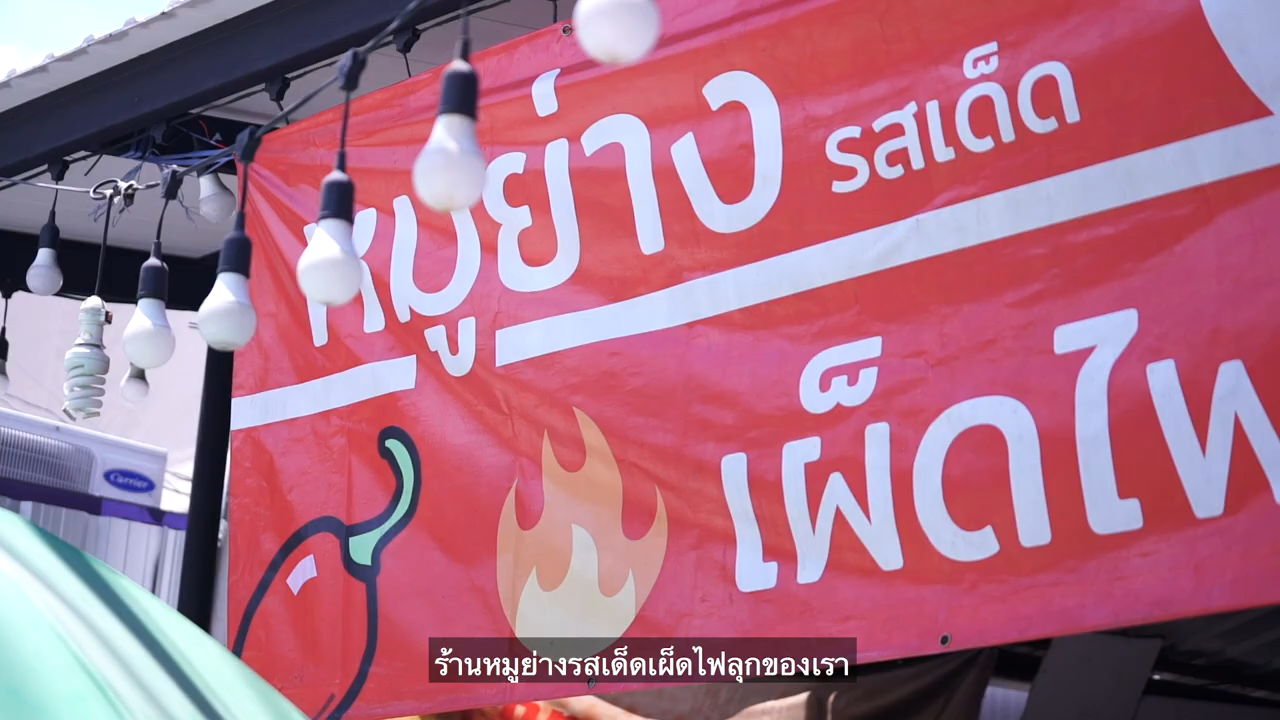 หมูย่าง รสเด็ด
เผ็ดไฟ
Carrier
ร้านหมูย่างรสเด็ดเผ็ดไฟลุกของเรา